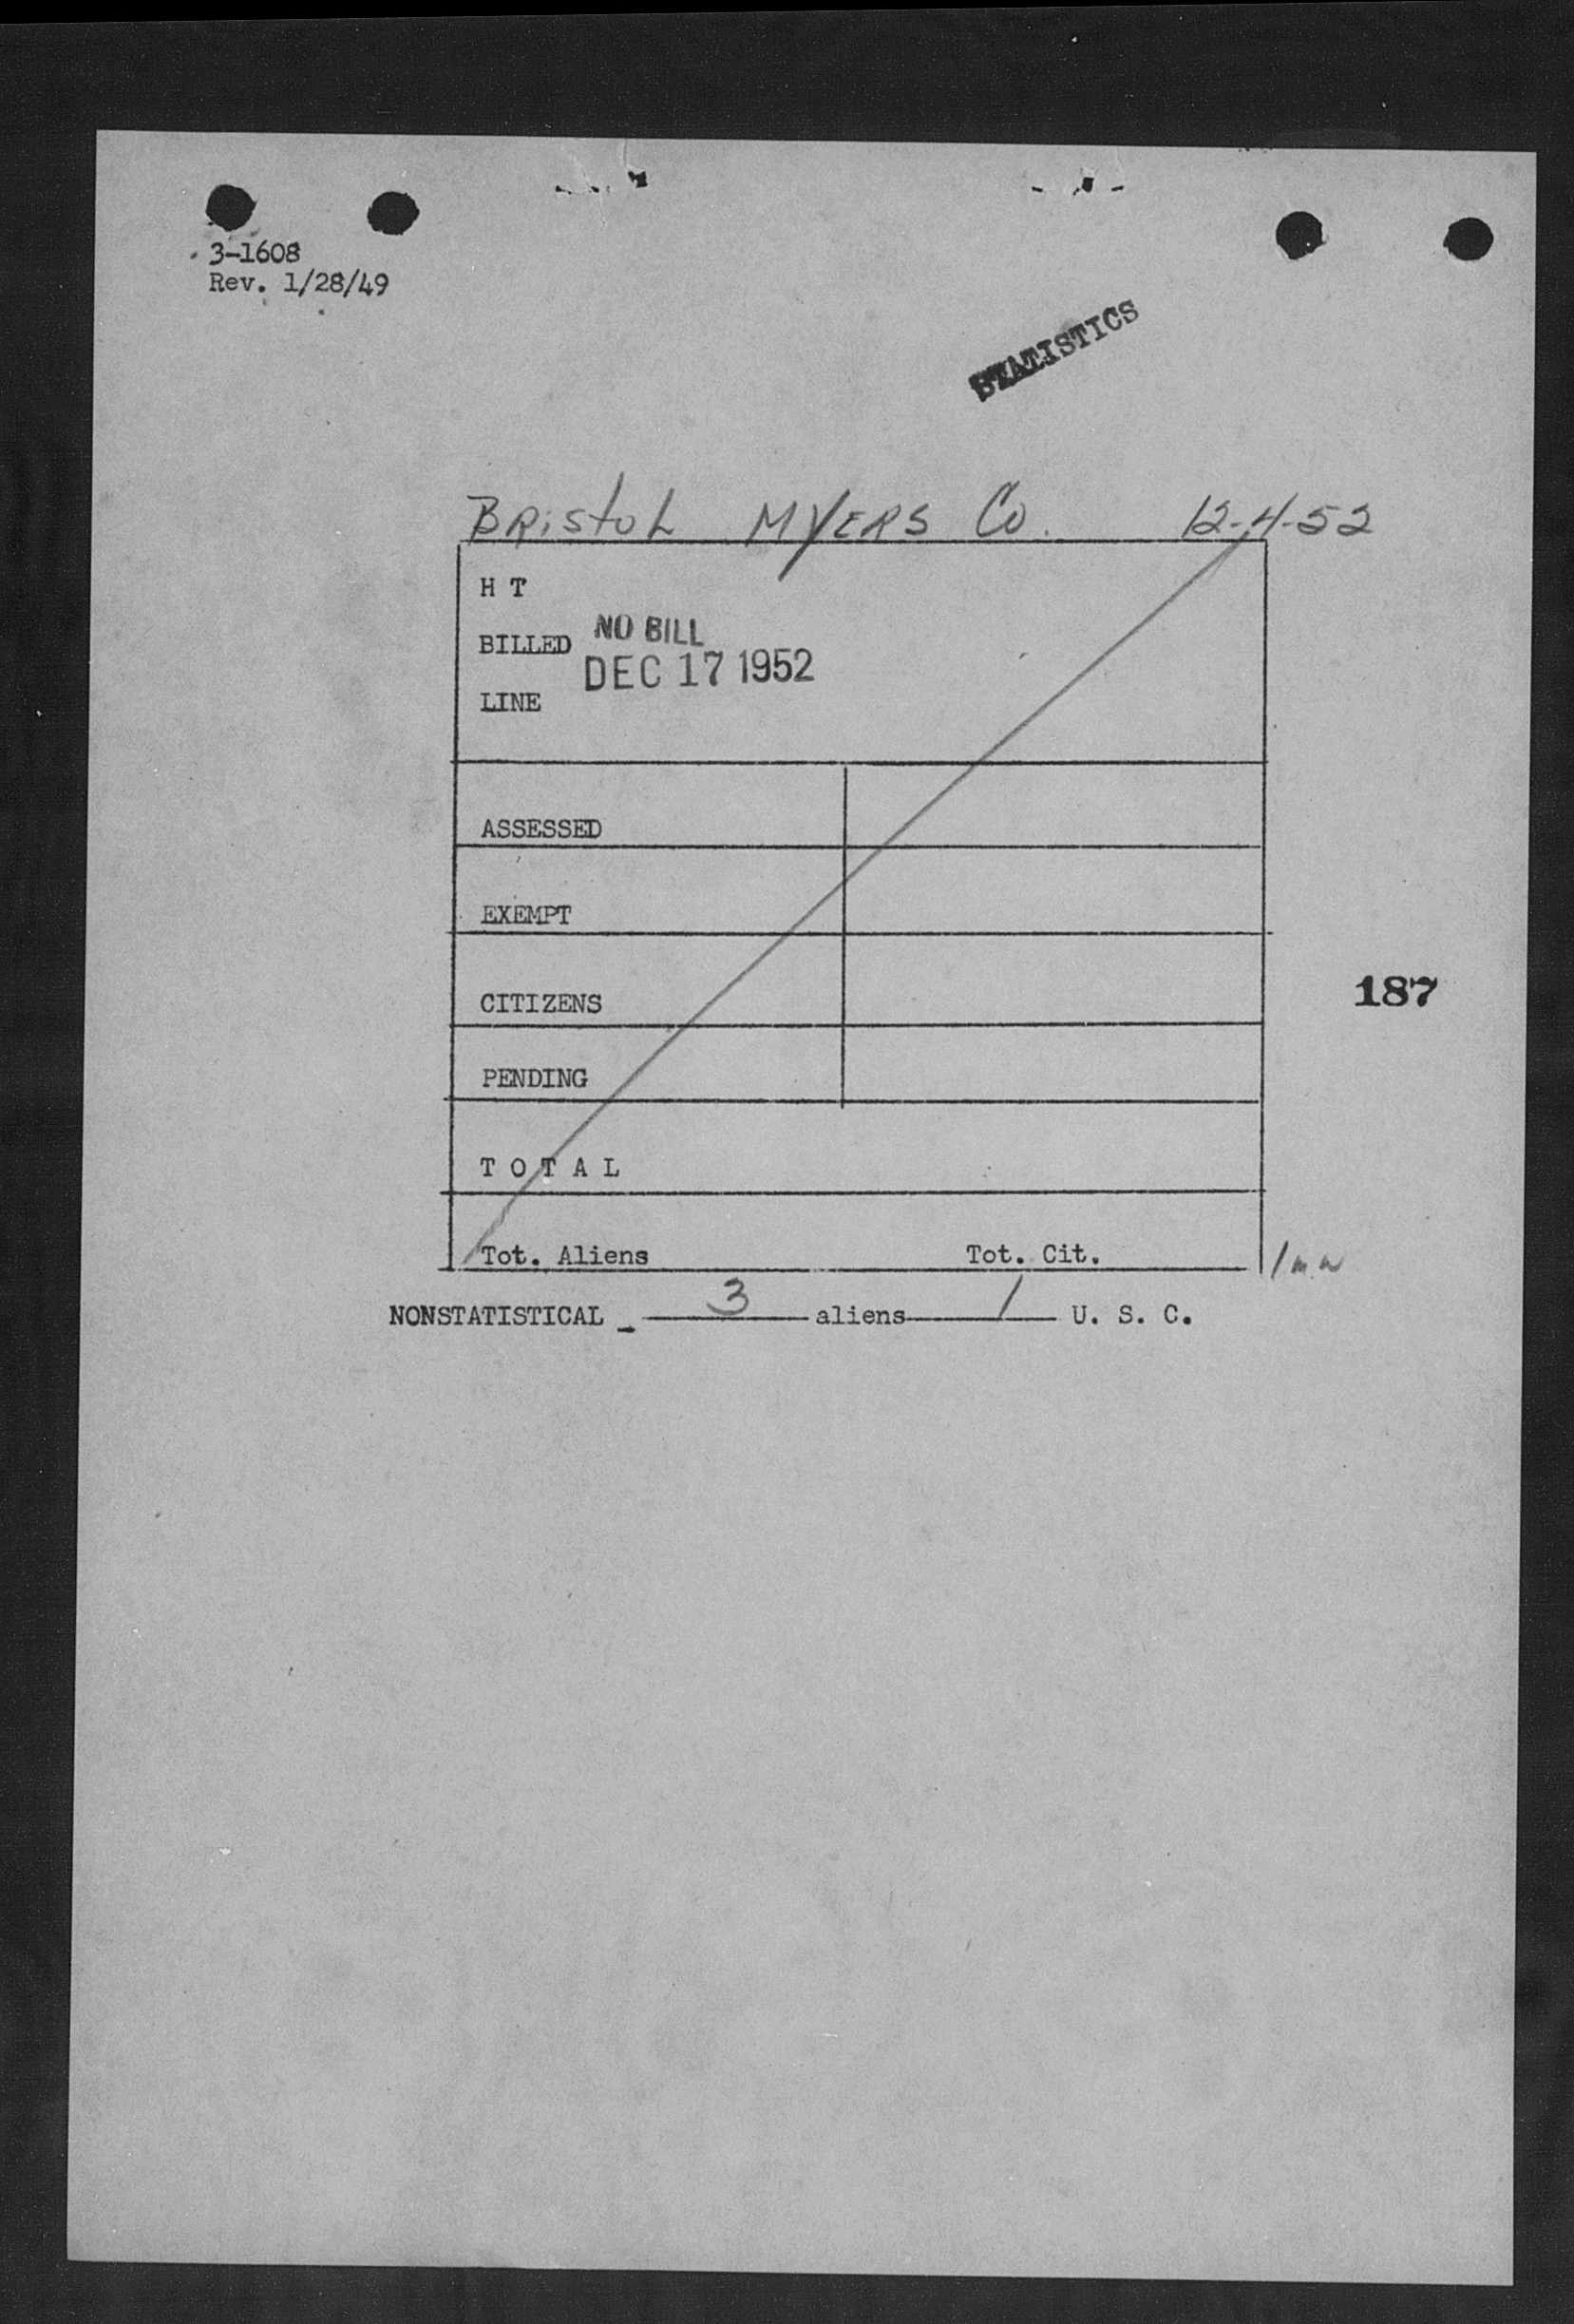 3-1608
Rev. 1/28/49
STATISTICS
BRistoL MYERS Co. 12-4-52
H T
BILLED NO BILL
DEC 17 1952
LINE
ASSESSED
EXEMPT
CITIZENS
187
PENDING
T O T A L
Tot. Aliens Tot. Cit.
NONSTATISTICAL 3 aliens 1 U. S. C.